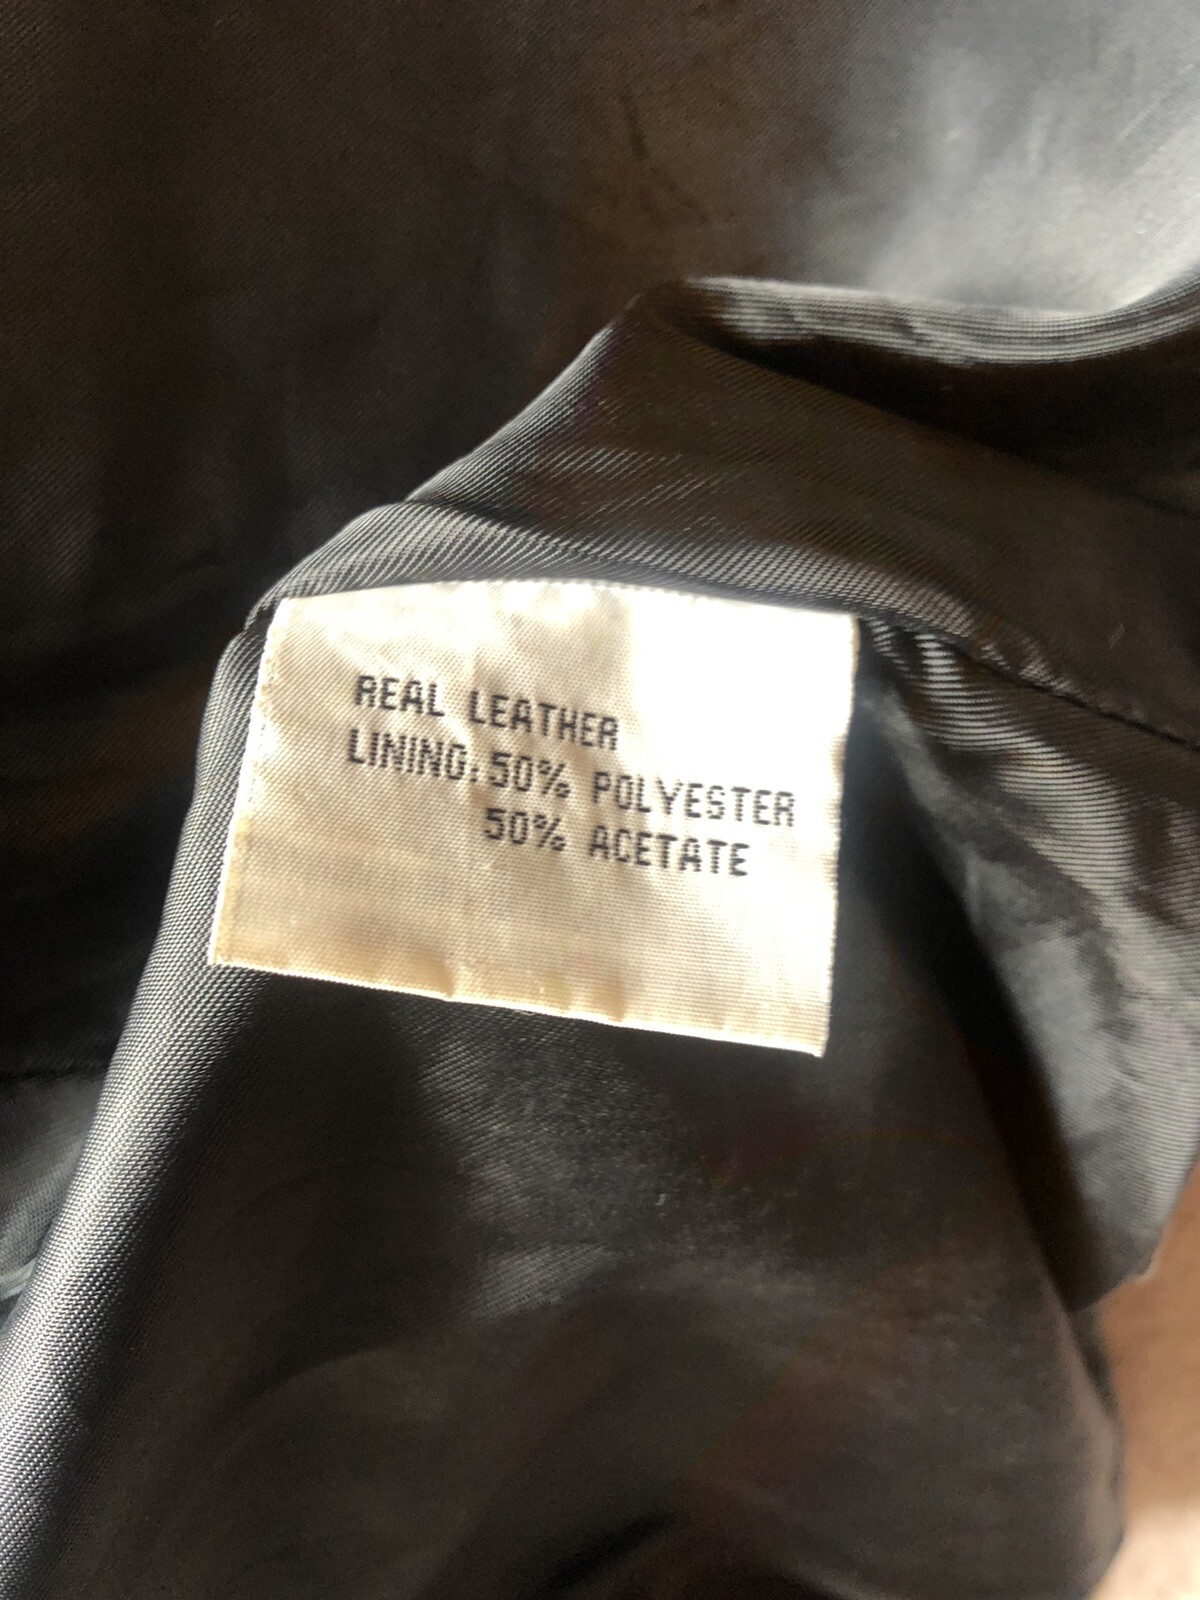 REAL LEATHER
LINING:50% POLYESTER
50% ACETATE